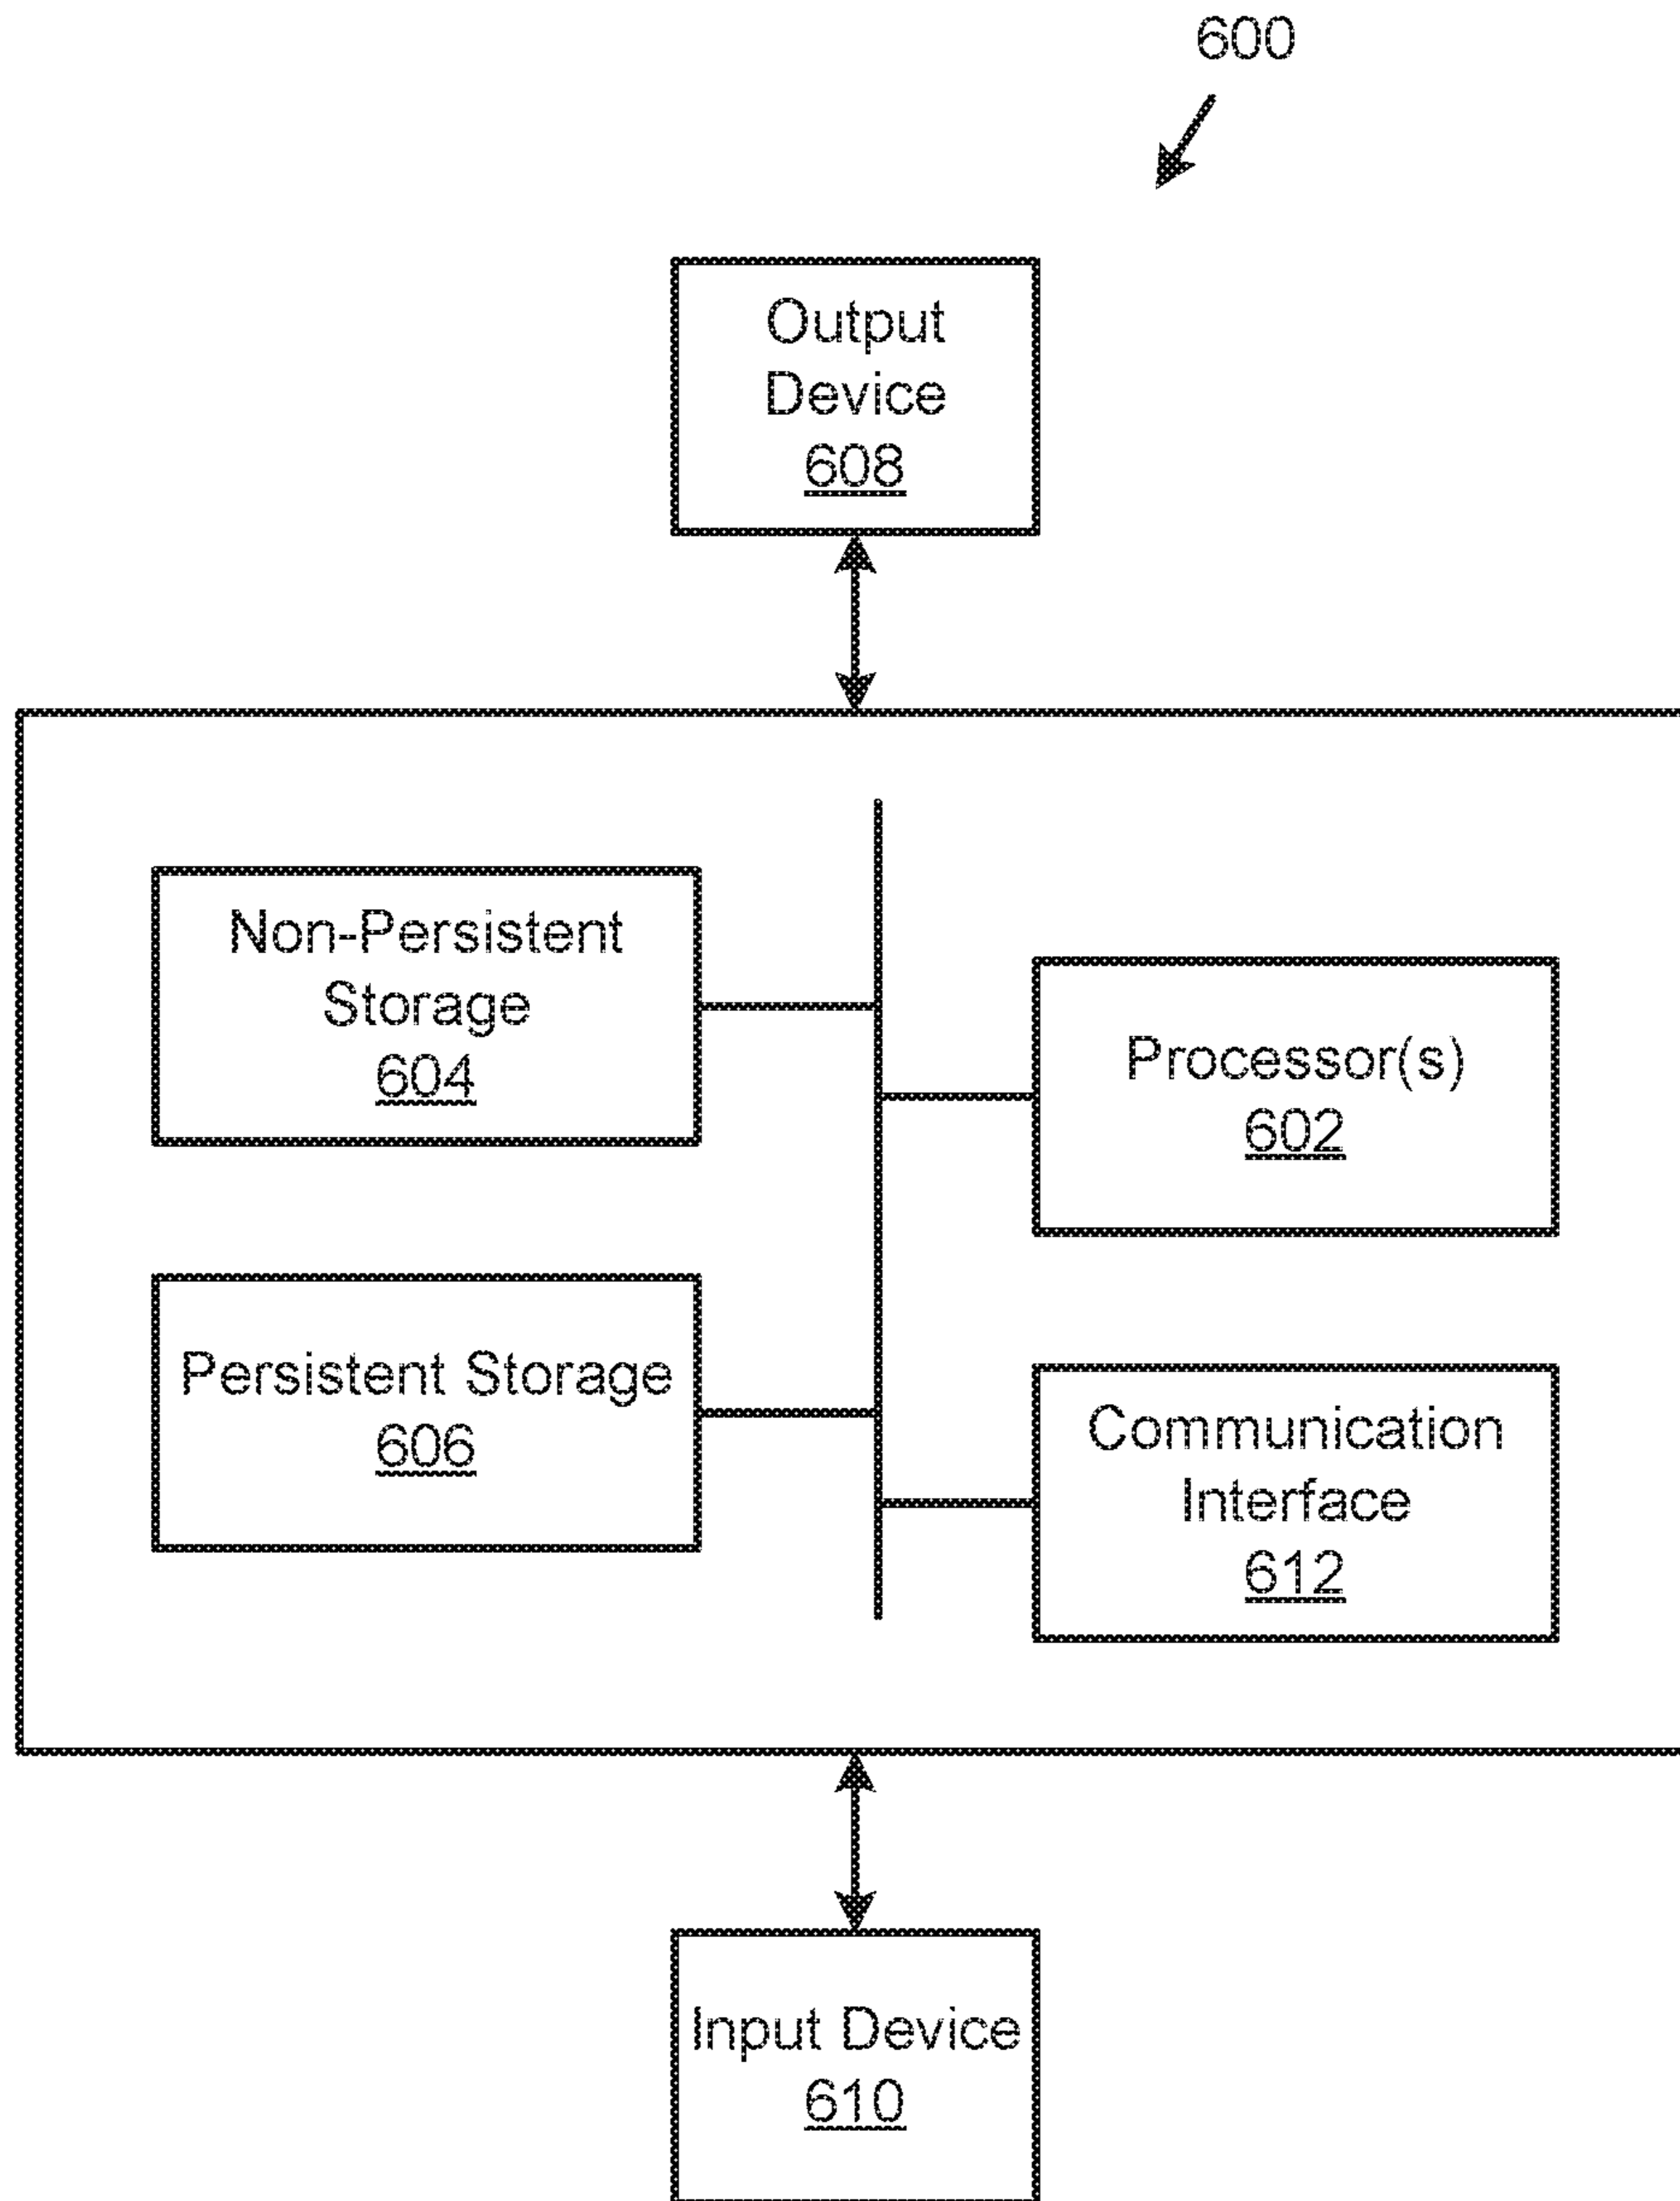 600
Output
Device
608
Non-Persistent
Storage
604
Processor(s)
602
Persistent Storage
606
Communication
Interface
612
Input Device
610